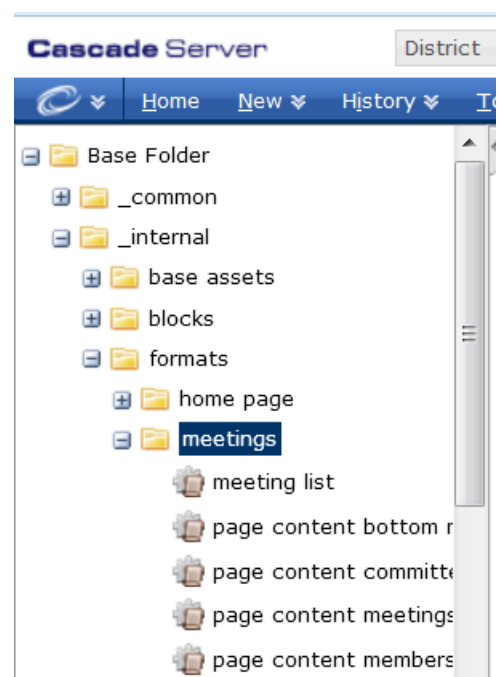 Cascade Server District
Home New History
Base Folder
_common
_internal
base assets
blocks
formats
home page
meetings
meeting list
page content bottom
page content
page content meetings
page content members